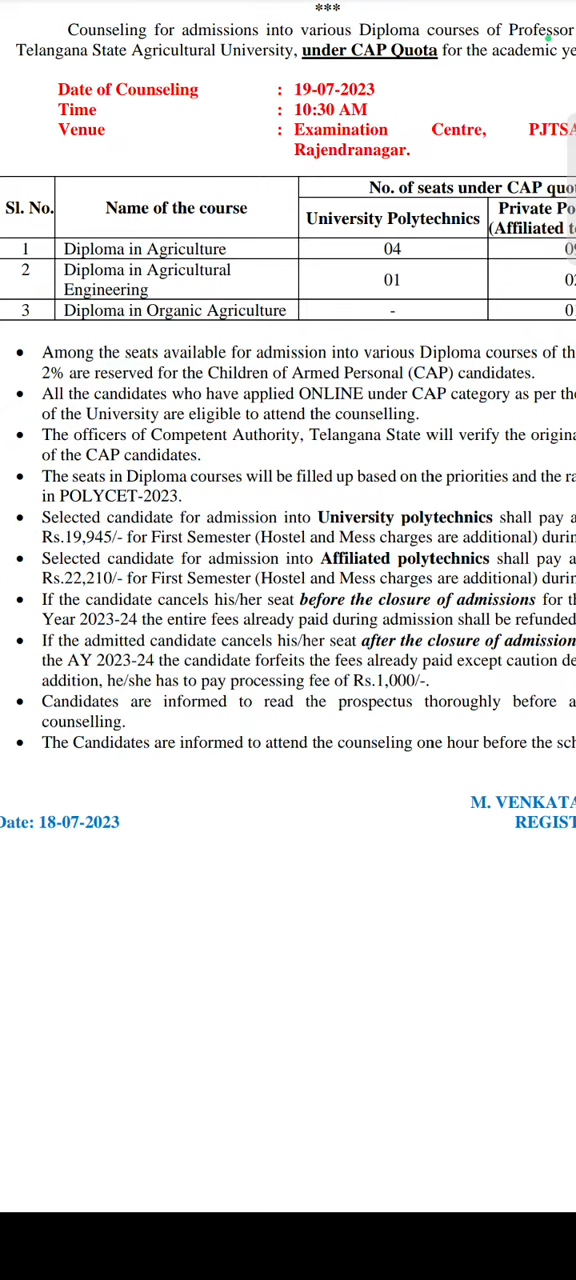 ***
Counseling for admissions into various Diploma courses of Professor
Telangana State Agricultural University, under CAP Quota for the academic
Date of Counseling : 19-07-2023
Time : 10:30 AM
Venue : Examination Centre,
Rajendranagar.
No. of seats under CAP
Sl. No. Name of the course University Polytechnics Private
(Affiliated
1 Diploma in Agriculture 04
2 Diploma in Agricultural
Engineering 01
3 Diploma in Organic Agriculture -
• Among the seats available for admission into various Diploma courses of
2% are reserved for the Children of Armed Personal (CAP) candidates.
• All the candidates who have applied ONLINE under CAP category as per
of the University are eligible to attend the counselling.
• The officers of Competent Authority, Telangana State will verify the
of the CAP candidates.
• The seats in Diploma courses will be filled up based on the priorities and the
in POLYCET-2023.
• Selected candidate for admission into University polytechnics shall pay a
Rs.19,945/- for First Semester (Hostel and Mess charges are additional)
• Selected candidate for admission into Affiliated polytechnics shall pay a
Rs.22,210/- for First Semester (Hostel and Mess charges are additional)
• If the candidate cancels his/her seat before the closure of admissions for
Year 2023-24 the entire fees already paid during admission shall be refunded
• If the admitted candidate cancels his/her seat after the closure of admission
the AY 2023-24 the candidate forfeits the fees already paid except caution
addition, he/she has to pay processing fee of Rs.1,000/-.
• Candidates are informed to read the prospectus thoroughly before
counselling.
• The Candidates are informed to attend the counseling one hour before the
M. VENKATA
Date: 18-07-2023